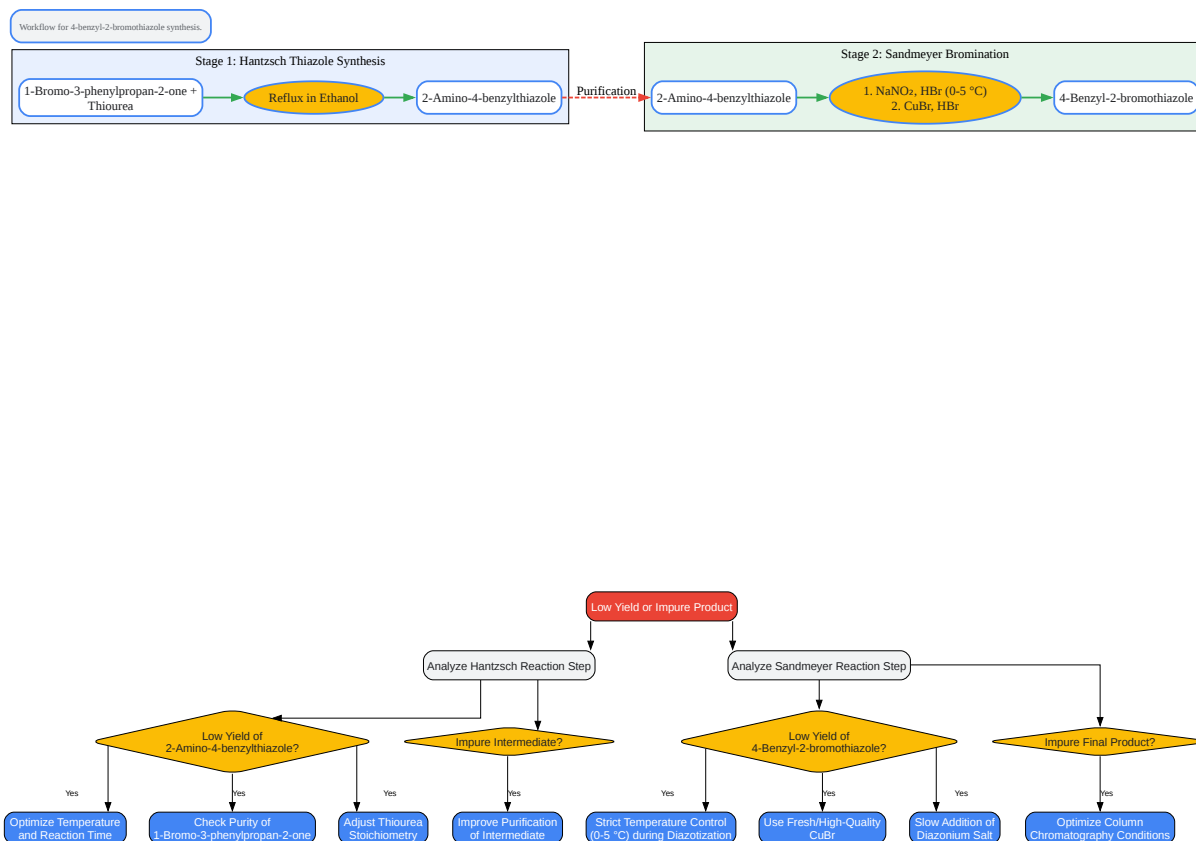 Workflow for 4-benzyl-2-bromothiazole synthesis.
Stage 1: Hantzsch Thiazole Synthesis
1-Bromo-3-phenylpropan-2-one +
Thiourea
Reflux in Ethanol
2-Amino-4-benzylthiazole
Purification
Stage 2: Sandmeyer Bromination
2-Amino-4-benzylthiazole
1. NaNO₂, HBr (0-5 °C)
2. CuBr, HBr
4-Benzyl-2-bromothiazole
Low Yield or Impure Product
Analyze Hantzsch Reaction Step
Analyze Sandmeyer Reaction Step
Low Yield of
2-Amino-4-benzylthiazole?
Impure Intermediate?
Low Yield of
4-Benzyl-2-bromothiazole?
Impure Final Product?
Yes
Yes
Yes
Yes
Yes
Yes
Yes
Yes
Optimize Temperature
and Reaction Time
Check Purity of
1-Bromo-3-phenylpropan-2-one
Adjust Thiourea
Stoichiometry
Improve Purification
of Intermediate
Strict Temperature Control
(0-5 °C) during Diazotization
Use Fresh/High-Quality
CuBr
Slow Addition of
Diazonium Salt
Optimize Column
Chromatography Conditions